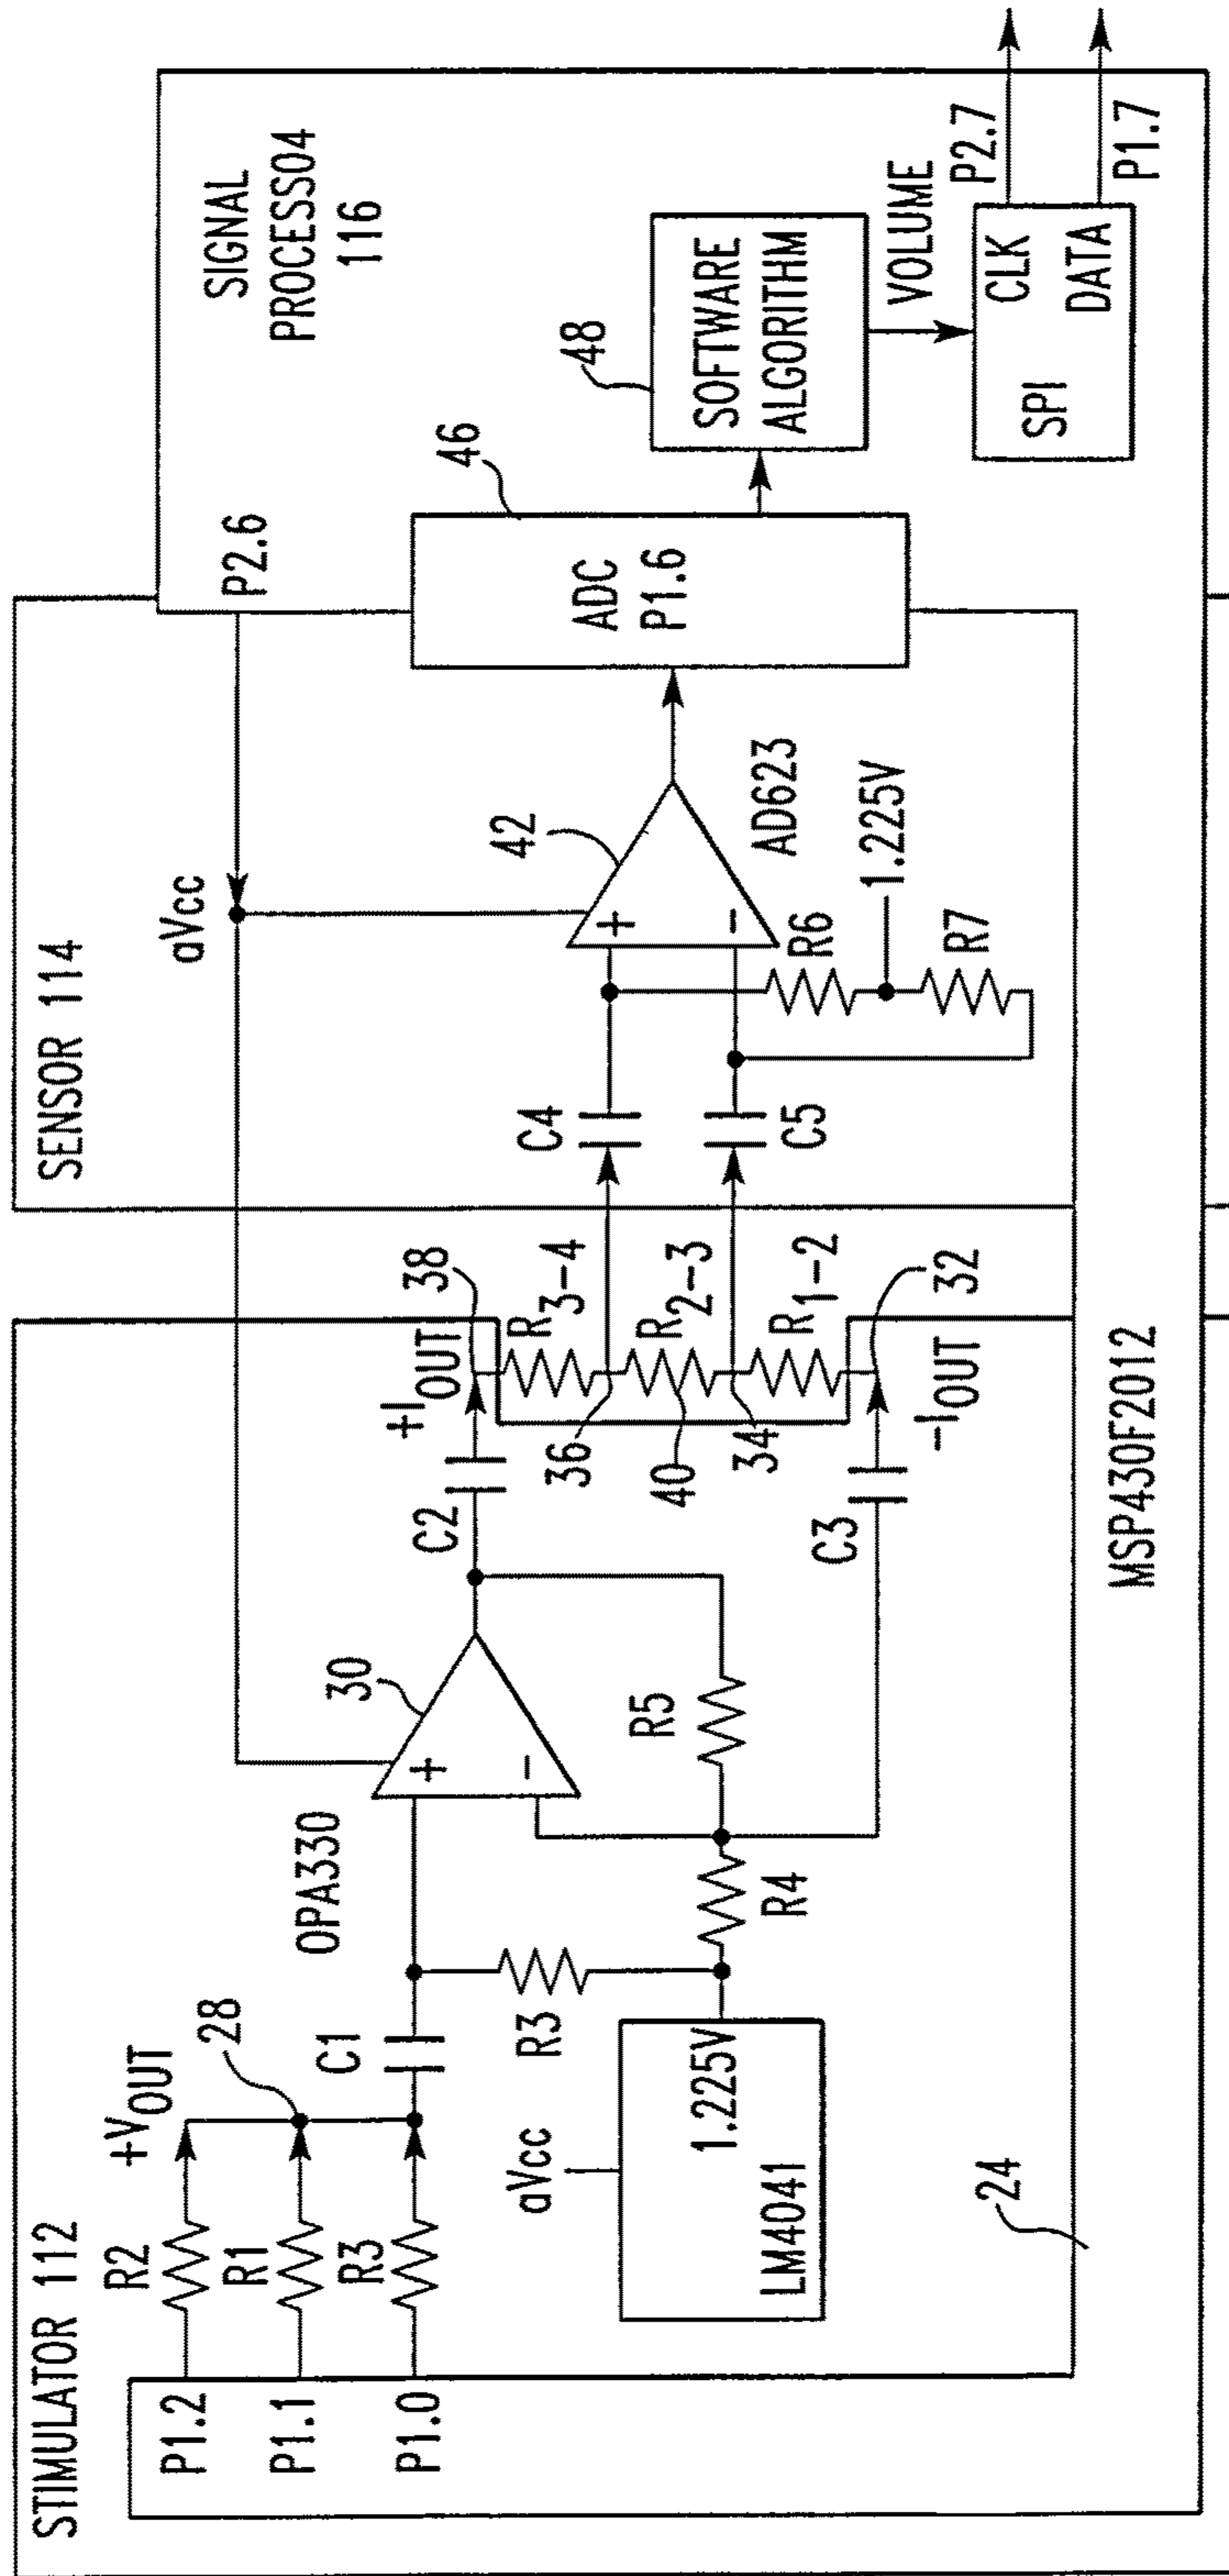 STIMULATOR 112
P1.2
P1.1
P1.0
R2
R1
R3
+VOUT
28
C1
aVcc
1.225V
LM4041
24
OPA330
30
R3
R4
R5
C2
C3
+IOUT
38
36
40
34
-IOUT
32
R3-4
R2-3
R1-2
MSP430F2012
SENSOR 114
aVcc
C4
C5
+
-
+
-
42
AD623
R6
1.225V
R7
P2.6
46
ADC
P1.6
SIGNAL
PROCESS04
116
48
SOFTWARE
ALGORITHM
VOLUME
SPI
CLK
DATA
P2.7
P1.7